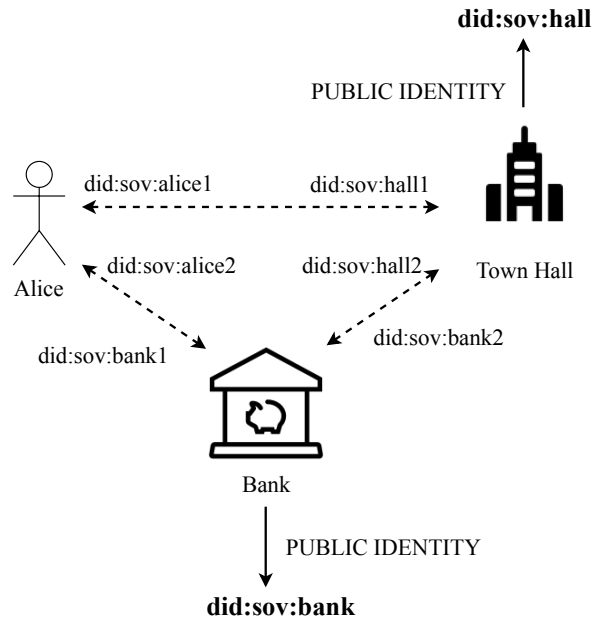 did:sov:hall
PUBLIC IDENTITY
did:sov:alice1
did:sov:hall1
did:sov:alice2
did:sov:hall2
Town Hall
Alice
did:sov:bank1
did:sov:bank2
Bank
PUBLIC IDENTITY
did:sov:bank